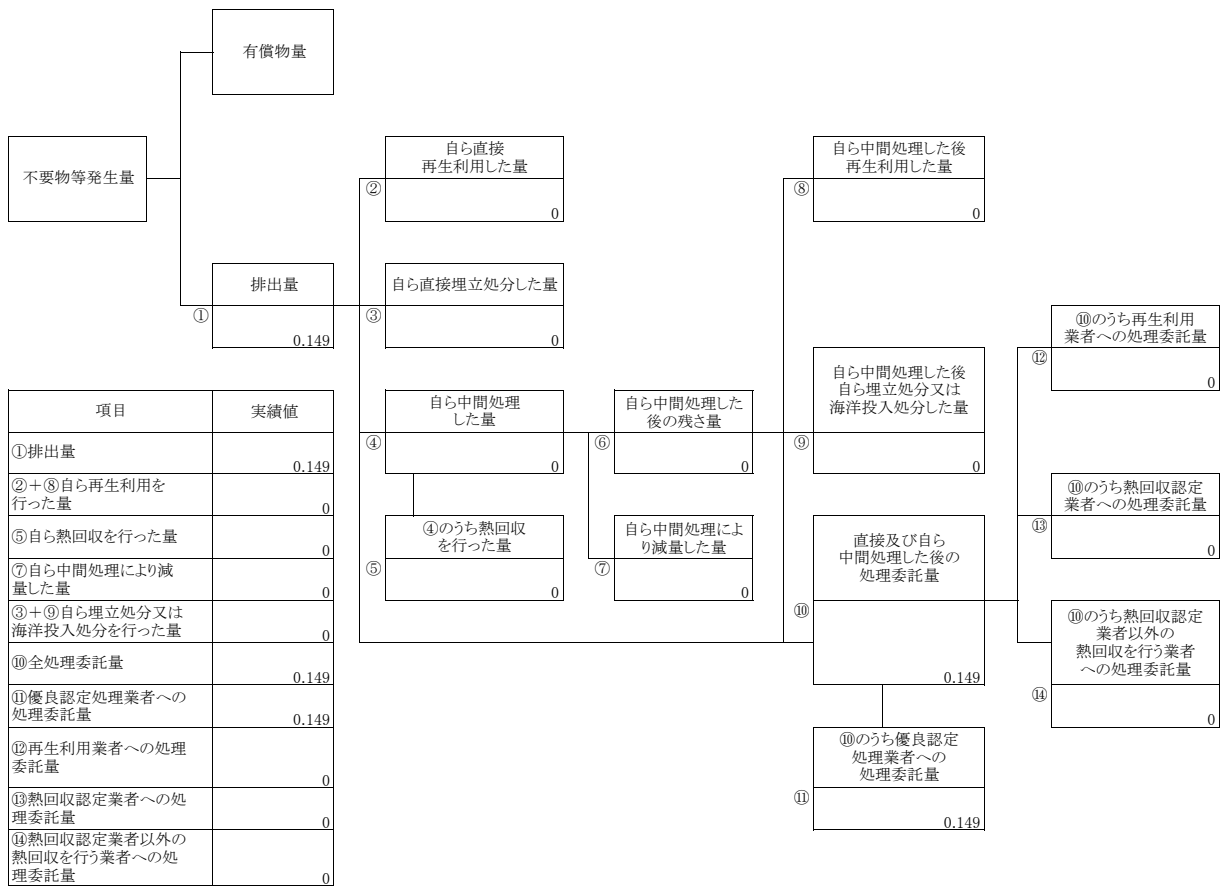 有償物量
不要物等発生量
排出量
①
0.149
自ら直接
再生利用した量
②
0
自ら直接埋立処分した量
③
0
自ら中間処理
した量
④
0
④のうち熱回収
を行った量
⑤
0
自ら中間処理した
後の残さ量
⑥
0
自ら中間処理によ
り減量した量
⑦
0
自ら中間処理した後
再生利用した量
⑧
0
自ら中間処理した後
自ら埋立処分又は
海洋投入処分した量
⑨
0
直接及び自ら
中間処理した後の
処理委託量
⑩
0.149
⑩のうち優良認定
処理業者への
処理委託量
⑪
0.149
⑩のうち再生利用
業者への処理委託量
⑫
0
⑩のうち熱回収認定
業者への処理委託量
⑬
0
⑩のうち熱回収認定
業者以外の
熱回収を行う業者
への処理委託量
⑭
0
項目 実績値
①排出量
0.149
②+⑧自ら再生利用を
行った量
0
⑤自ら熱回収を行った量
0
⑦自ら中間処理により減
量した量
0
③+⑨自ら埋立処分又は
海洋投入処分を行った量
0
⑩全処理委託量
0.149
⑪優良認定処理業者への
処理委託量
0.149
⑫再生利用業者への処理
委託量
0
⑬熱回収認定業者への処
理委託量
0
⑭熱回収認定業者以外の
熱回収を行う業者への処
理委託量
0